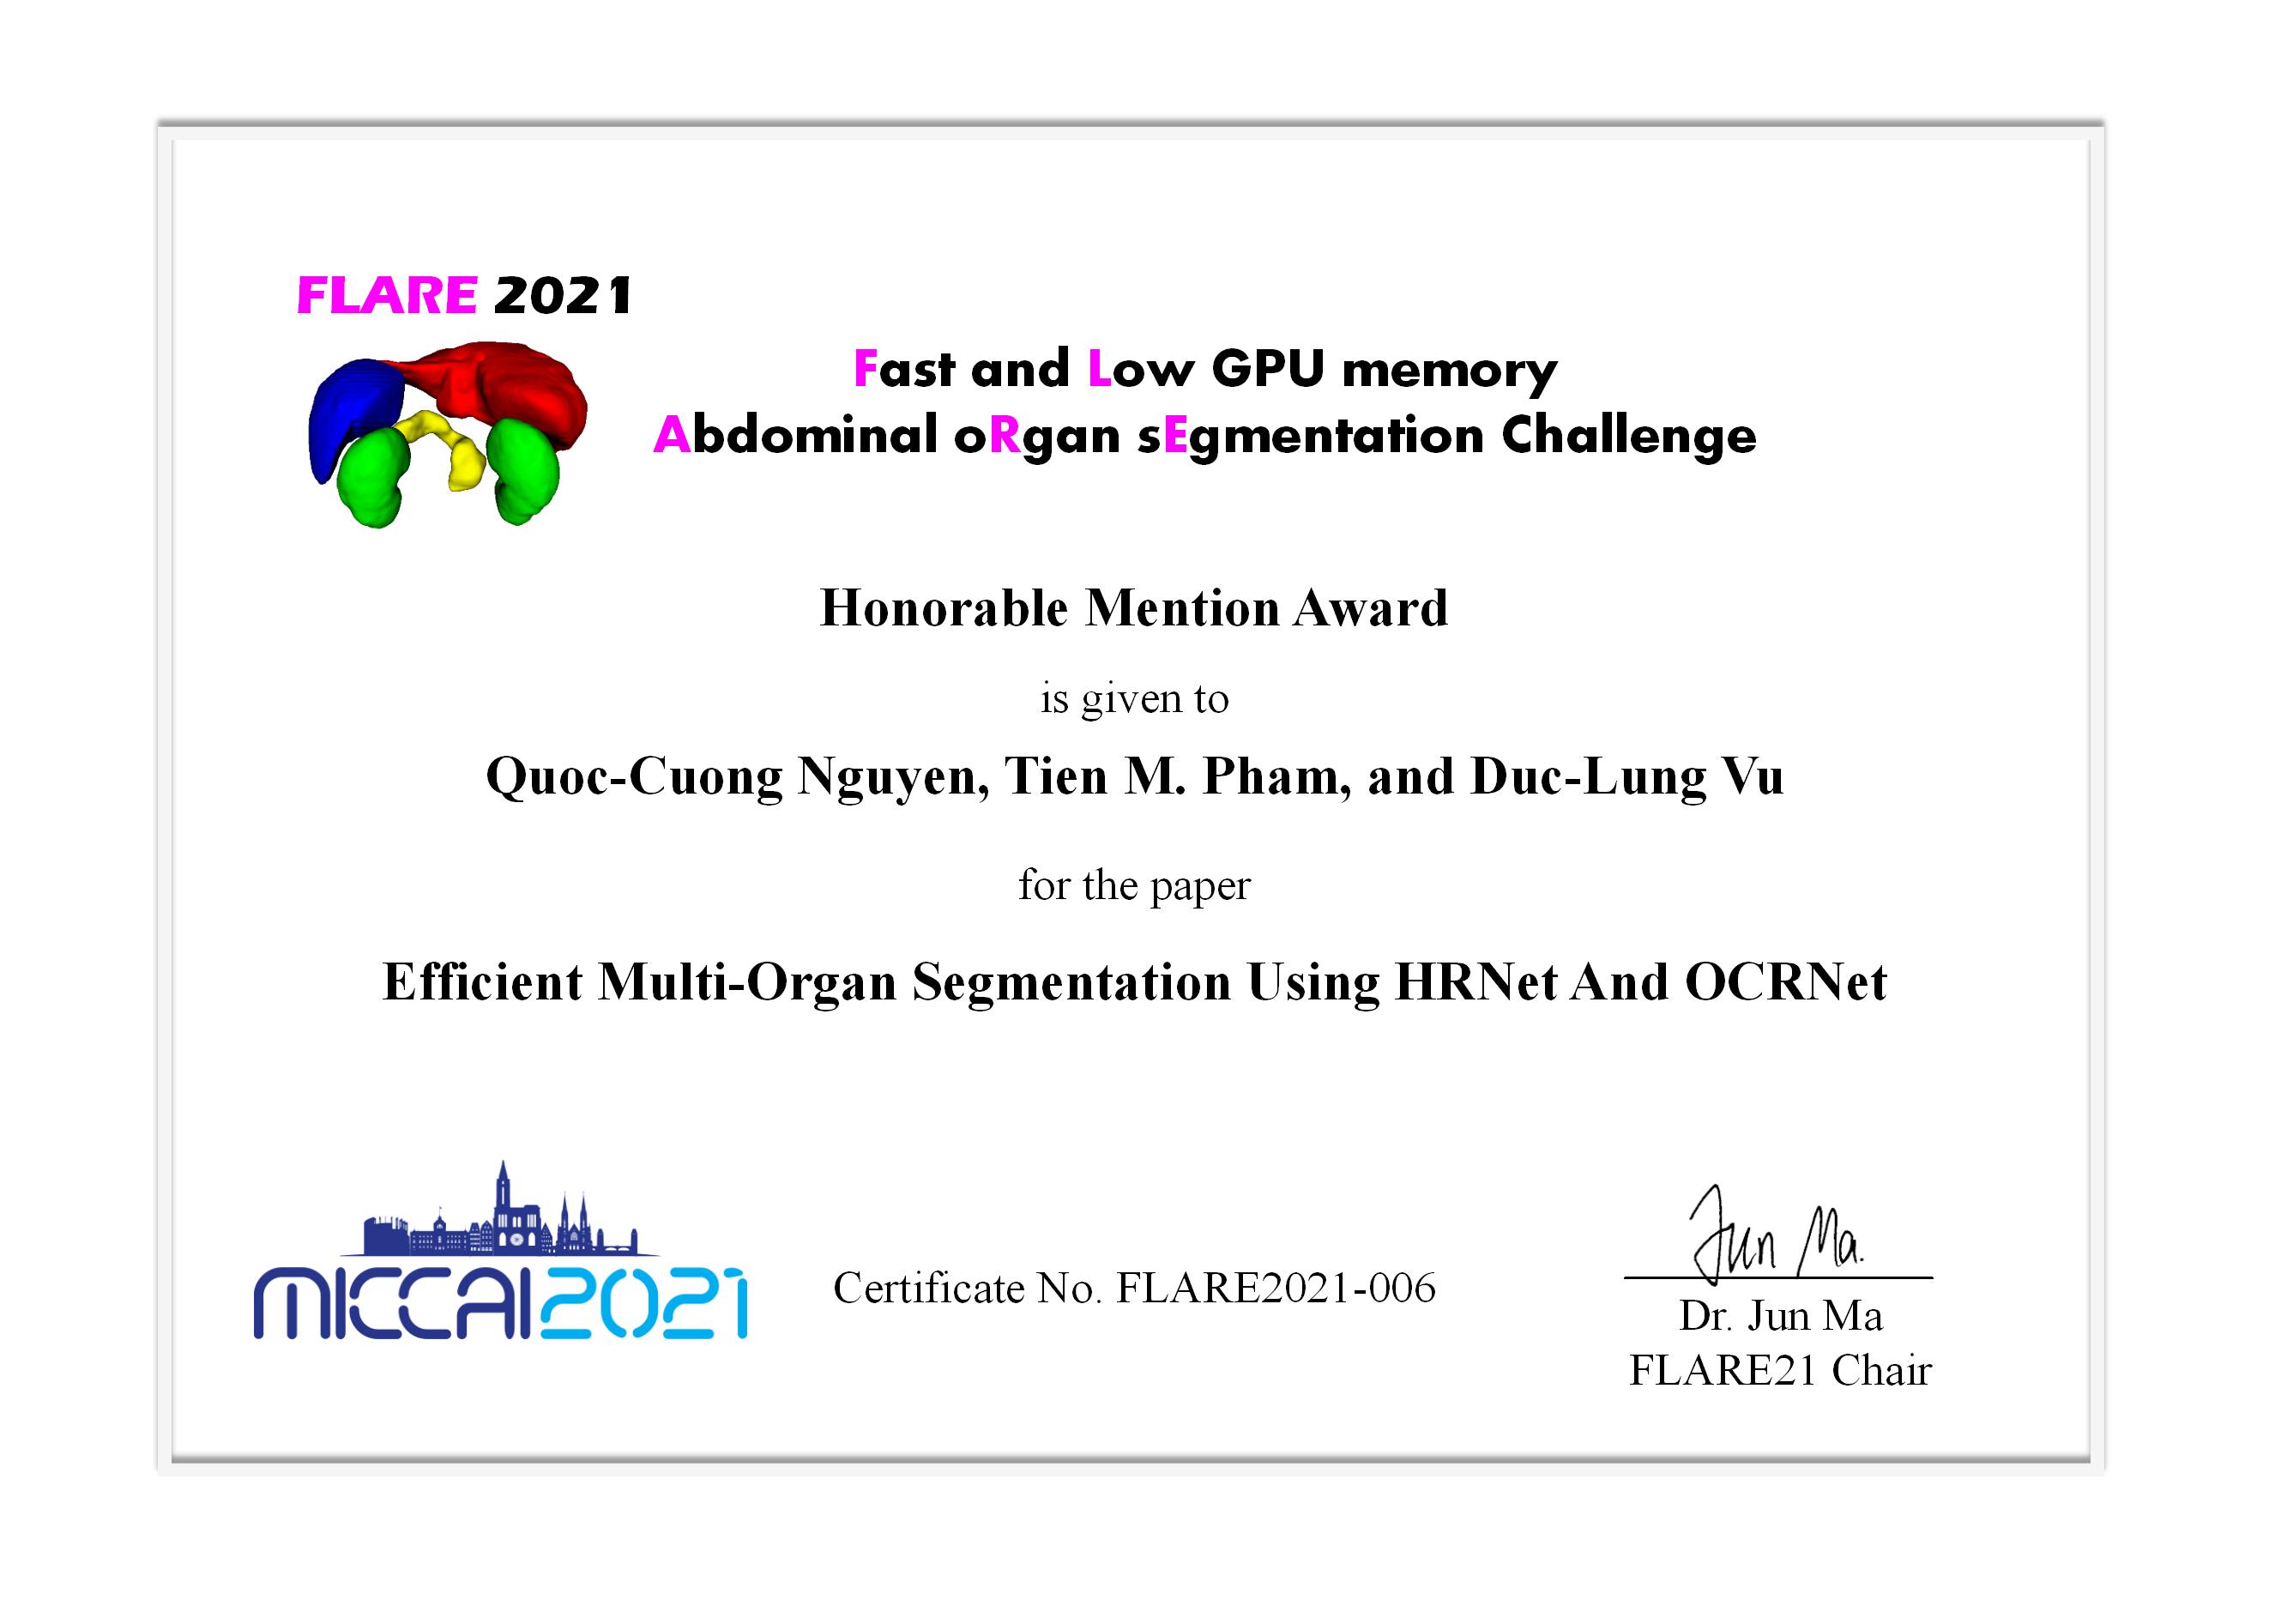 FLARE 2021
Fast and Low GPU memory
Abdominal oRgan sEgmentation Challenge
Honorable Mention Award
is given to
Quoc-Cuong Nguyen, Tien M. Pham, and Duc-Lung Vu
for the paper
Efficient Multi-Organ Segmentation Using HRNet And OCRNet
MICCAI2021
Certificate No. FLARE2021-006
Jun Ma.
Dr. Jun Ma
FLARE21 Chair